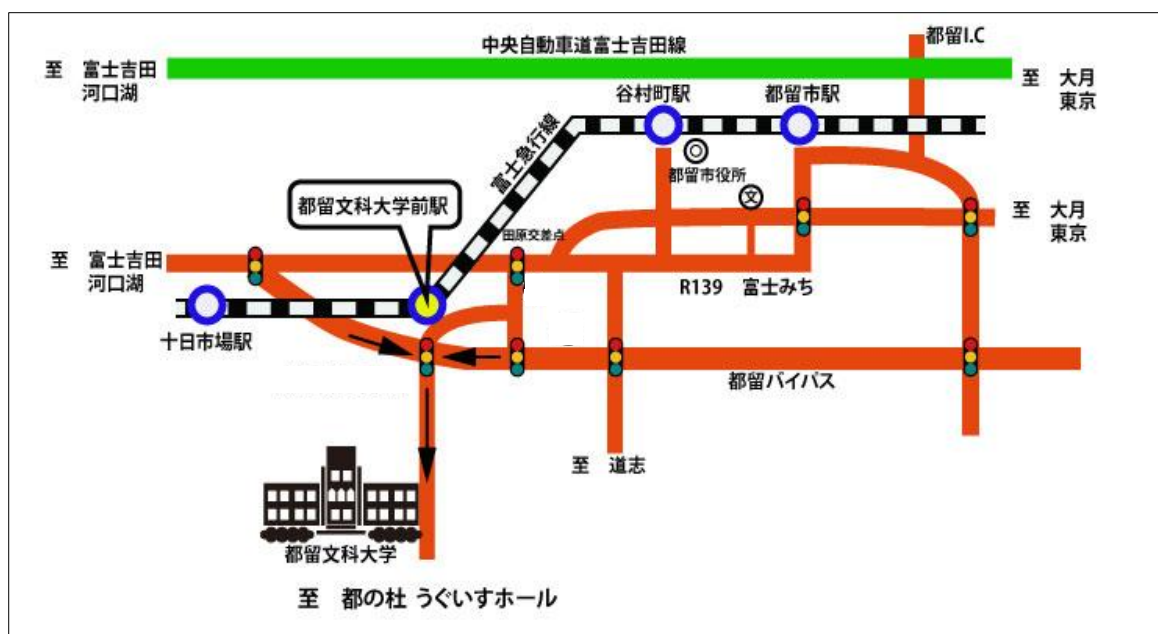 都留I.C
中央自動車道富士吉田線
至 富士吉田
河口湖
至 大月
東京
谷村町駅
都留市駅
富士急行線
都留市役所
文
都留文科大学前駅
田原交差点
至 大月
東京
至 富士吉田
河口湖
R139 富士みち
十日市場駅
都留バイパス
至 道志
都留文科大学
至 都の杜 うぐいすホール